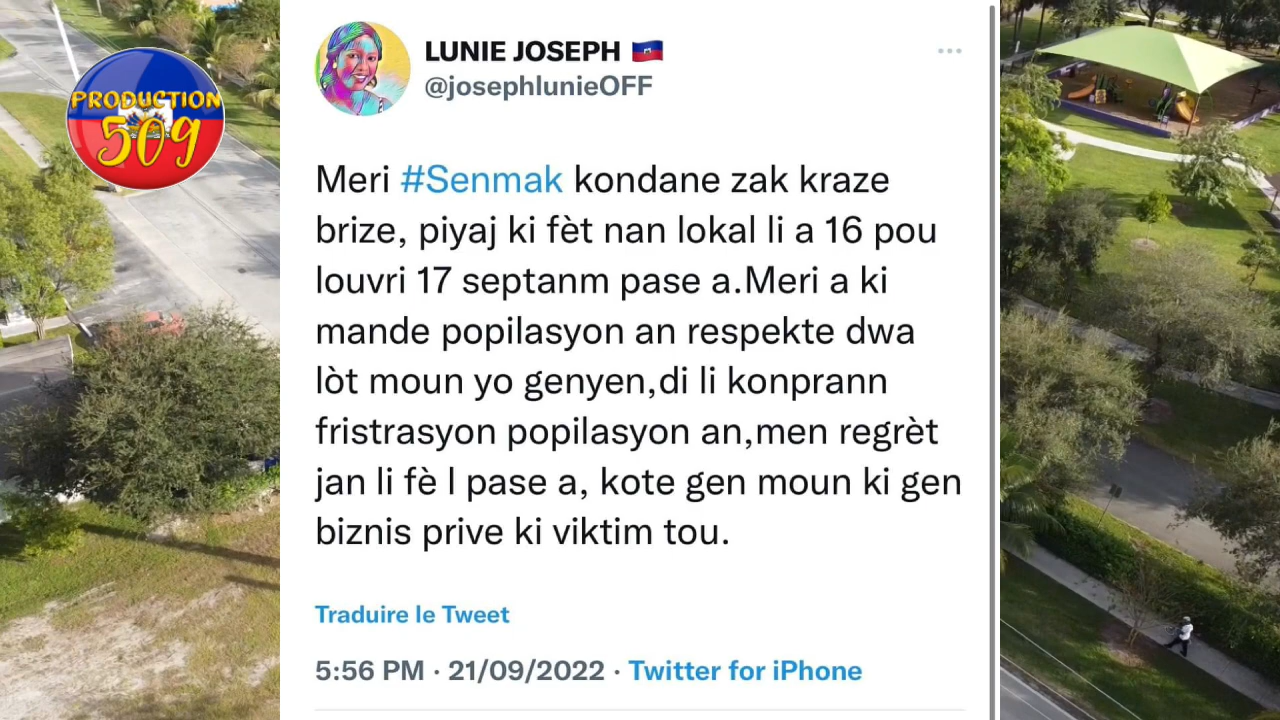 PRODUCTION
509
LUNIE JOSEPH
@josephlunieOFF
Meri #Senmak kondane zak kraze
brize, piyaj ki fèt nan lokal li a 16 pou
louvri 17 septanm pase a.Meri a ki
mande popilasyon an respekte dwa
lòt moun yo genyen,di li konprann
fristrasyon popilasyon an,men regrèt
jan li fè l pase a, kote gen moun ki gen
biznis prive ki viktim tou.
Traduire le Tweet
5:56 PM · 21/09/2022 · Twitter for iPhone